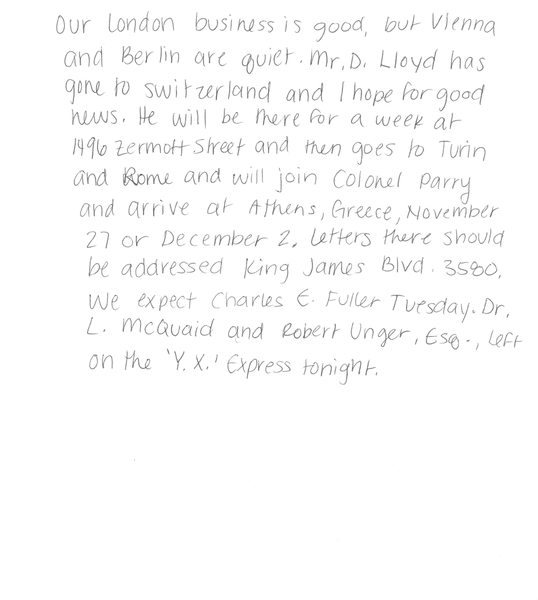 Our London business is good, but Vienna
and Berlin are quiet. Mr. D. Lloyd has
gone to Switzerland and I hope for good
news. He will be there for a week at
1496 Zermott Street and then goes to Turin
and Rome and will join Colonel Parry
and arrive at Athens, Greece, November
27 or December 2. Letters there should
be addressed King James Blvd. 3580.
We expect Charles E. Fuller Tuesday. Dr.
L. McQuaid and Robert Unger, Esq., left
on the 'Y.X.' Express tonight.